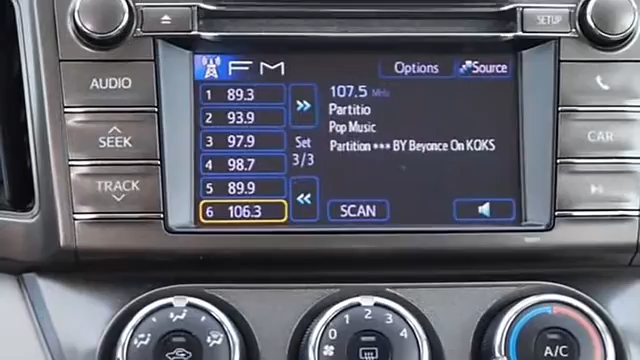 SETUP
FM
Options
Source
AUDIO
1 89.3
107.5 MHz
2 93.9
Partitio
CAR
SEEK
3 97.9
Pop Music
Set
Partition *** BY Beyonce On KOKS
4 98.7
3/3
TRACK
5 89.9
6 106.3
SCAN
0 1 2 3 4
A/C